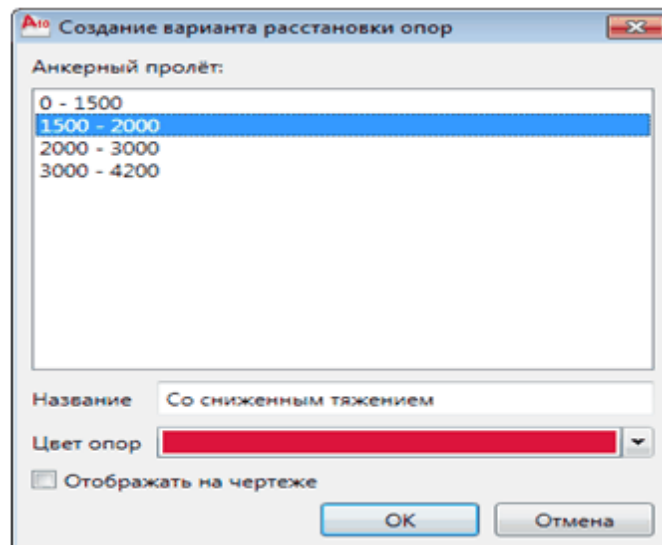 A10 Создание варианта расстановки опор
Анкерный пролёт:
0 - 1500
1500 - 2000
2000 - 3000
3000 - 4200
Название Со сниженным тяжением
Цвет опор
Отображать на чертеже
OK Отмена